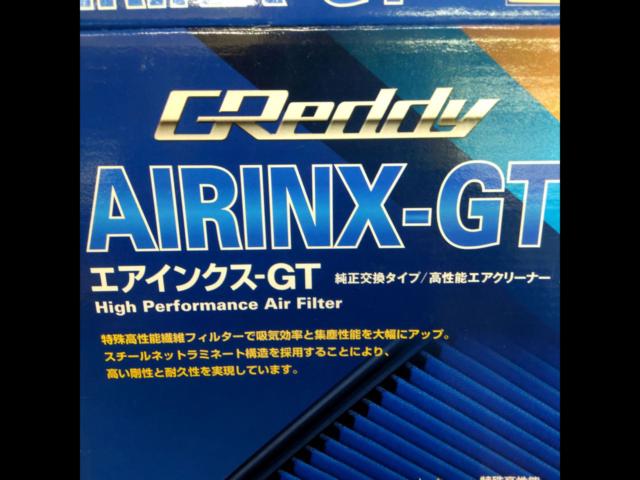 GReddy
AIRINX-GT
エアインクス-GT 純正交換タイプ/高性能エアクリーナー
High Performance Air Filter
特殊高性能繊維フィルターで吸気効率と集塵性能を大幅にアップ。
スチールネットラミネート構造を採用することにより、
高い剛性と耐久性を実現しています。